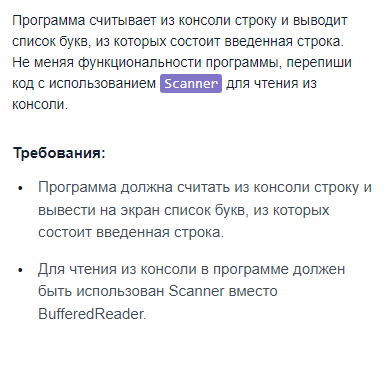 Программа считывает из консоли строку и выводит
список букв, из которых состоит введенная строка.
Не меняя функциональности программы, перепиши
код с использованием Scanner для чтения из
консоли.
Требования:
• Программа должна считать из консоли строку и
вывести на экран список букв, из которых
состоит введенная строка.
• Для чтения из консоли в программе должен
быть использован Scanner вместо
BufferedReader.